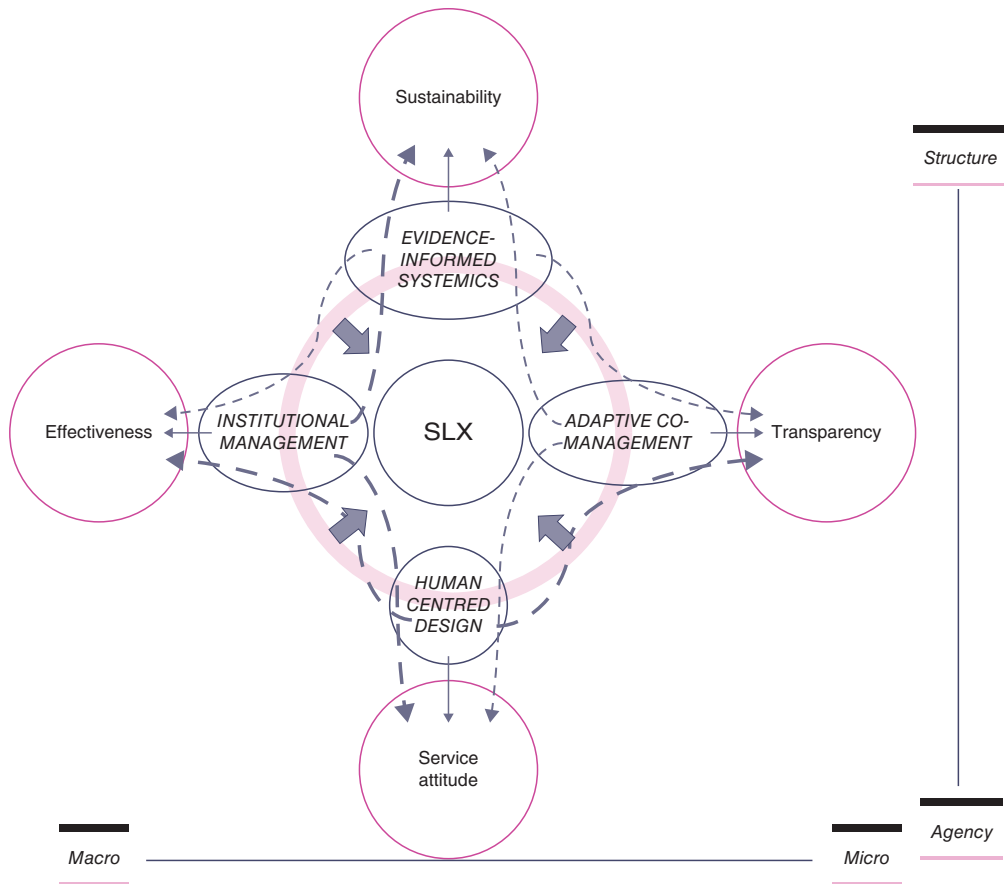 Sustainability
Structure
EVIDENCE-
INFORMED
SYSTEMICS
Effectiveness
INSTITUTIONAL
MANAGEMENT
SLX
ADAPTIVE CO-
MANAGEMENT
Transparency
HUMAN
CENTRED
DESIGN
Service
attitude
Agency
Macro
Micro